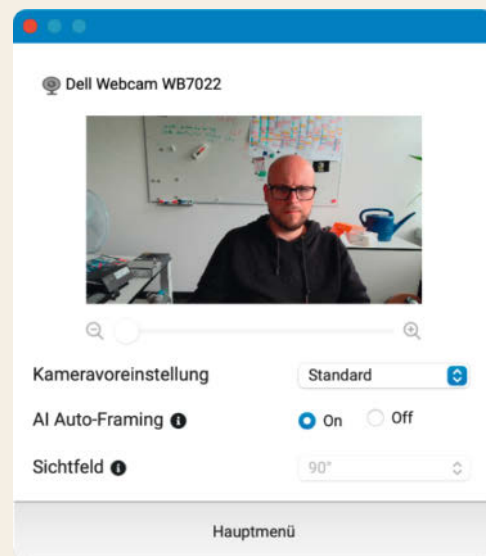 Dell Webcam WB7022
Kameravoreinstellung Standard
AI Auto-Framing On Off
Sichtfeld 90°
Hauptmenü